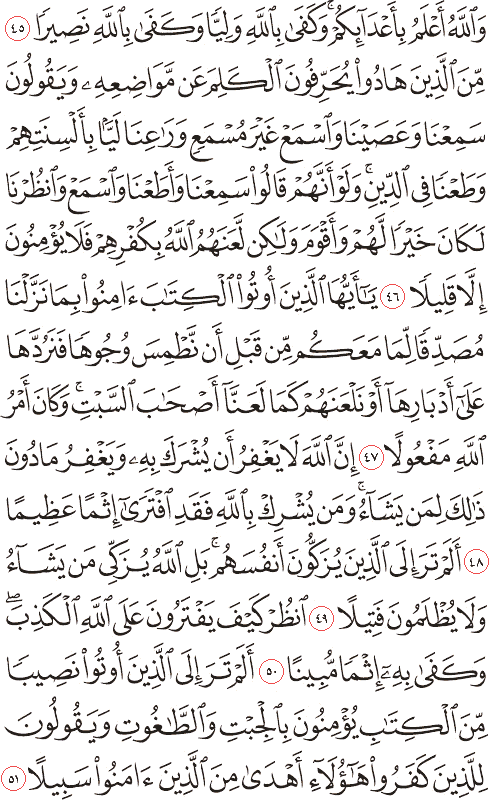 وَٱللَّهُ أَعْلَمُ بِأَعْدَآئِكُمْ ۚ وَكَفَىٰ بِٱللَّهِ وَلِيًّا وَكَفَىٰ بِٱللَّهِ نَصِيرًا ٤٥
مِّنَ ٱلَّذِينَ هَادُوا۟ يُحَرِّفُونَ ٱلْكَلِمَ عَن مَّوَاضِعِهِۦ وَيَقُولُونَ
سَمِعْنَا وَعَصَيْنَا وَٱسْمَعْ غَيْرَ مُسْمَعٍ وَرَٰعِنَا لَيًّۢا بِأَلْسِنَتِهِمْ
وَطَعْنًا فِى ٱلدِّينِ ۚ وَلَوْ أَنَّهُمْ قَالُوا۟ سَمِعْنَا وَأَطَعْنَا وَٱسْمَعْ وَٱنظُرْنَا
لَكَانَ خَيْرًا لَّهُمْ وَأَقْوَمَ وَلَٰكِن لَّعَنَهُمُ ٱللَّهُ بِكُفْرِهِمْ فَلَا يُؤْمِنُونَ
إِلَّا قَلِيلًا ٤٦ يَٰٓأَيُّهَا ٱلَّذِينَ أُوتُوا۟ ٱلْكِتَٰبَ ءَامِنُوا۟ بِمَا نَزَّلْنَا
مُصَدِّقًا لِّمَا مَعَكُم مِّن قَبْلِ أَن نَّطْمِسَ وُجُوهًا فَنَرُدَّهَا
عَلَىٰٓ أَدْبَارِهَآ أَوْ نَلْعَنَهُمْ كَمَا لَعَنَّآ أَصْحَٰبَ ٱلسَّبْتِ ۚ وَكَانَ أَمْرُ
ٱللَّهِ مَفْعُولًا ٤٧ إِنَّ ٱللَّهَ لَا يَغْفِرُ أَن يُشْرَكَ بِهِۦ وَيَغْفِرُ مَا دُونَ
ذَٰلِكَ لِمَن يَشَآءُ ۚ وَمَن يُشْرِكْ بِٱللَّهِ فَقَدِ ٱفْتَرَىٰٓ إِثْمًا عَظِيمًا
٤٨ أَلَمْ تَرَ إِلَى ٱلَّذِينَ يُزَكُّونَ أَنفُسَهُم ۚ بَلِ ٱللَّهُ يُزَكِّى مَن يَشَآءُ
وَلَا يُظْلَمُونَ فَتِيلًا ٤٩ ٱنظُرْ كَيْفَ يَفْتَرُونَ عَلَى ٱللَّهِ ٱلْكَذِبَ ۖ
وَكَفَىٰ بِهِۦٓ إِثْمًا مُّبِينًا ٥٠ أَلَمْ تَرَ إِلَى ٱلَّذِينَ أُوتُوا۟ نَصِيبًا
مِّنَ ٱلْكِتَٰبِ يُؤْمِنُونَ بِٱلْجِبْتِ وَٱلطَّٰغُوتِ وَيَقُولُونَ
لِلَّذِينَ كَفَرُوا۟ هَٰٓؤُلَآءِ أَهْدَىٰ مِنَ ٱلَّذِينَ ءَامَنُوا۟ سَبِيلًا ٥١